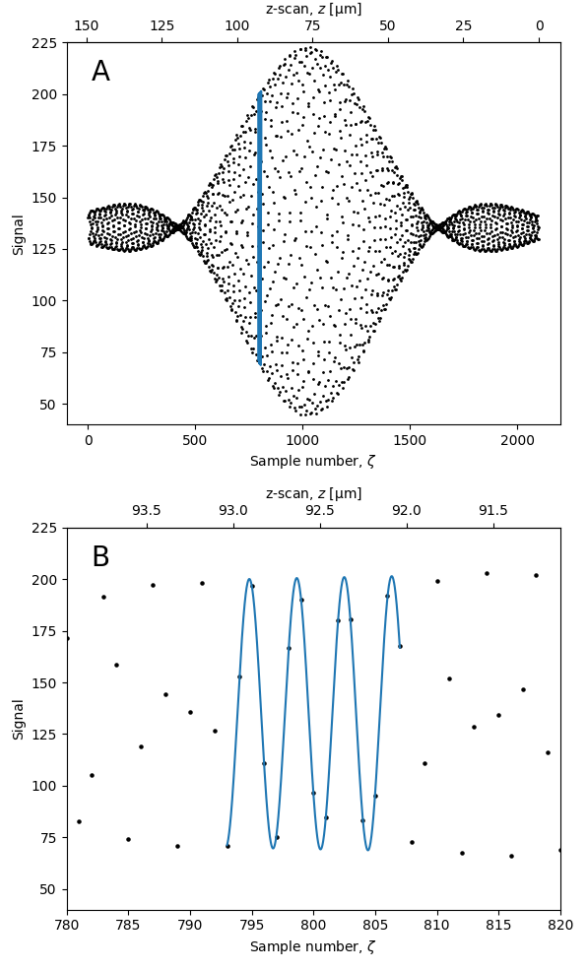 z-scan, z [μm]
150 125 100 75 50 25 0
A
225
200
175
150
125
100
75
50
Signal
0 500 1000 1500 2000
Sample number, ζ
z-scan, z [μm]
93.5 93.0 92.5 92.0 91.5
B
225
200
175
150
125
100
75
50
Signal
780 785 790 795 800 805 810 815 820
Sample number, ζ